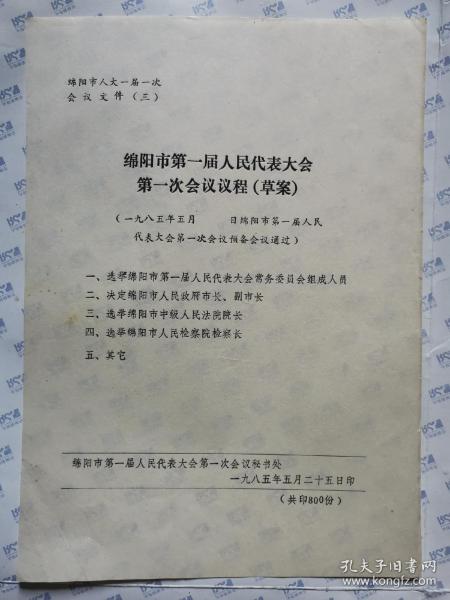 绵阳市人大一届一次
会议文件（三）
绵阳市第一届人民代表大会
第一次会议议程（草案）
（一九八五年五月　　日绵阳市第一届人民
代表大会第一次会议预备会议通过）
一、选举绵阳市第一届人民代表大会常务委员会组成人员
二、决定绵阳市人民政府市长、副市长
三、选举绵阳市中级人民法院院长
四、选举绵阳市人民检察院检察长
五、其它
绵阳市第一届人民代表大会第一次会议秘书处
一九八五年五月二十五日印
（共印800份）
孔夫子旧书网
www.kongfz.com